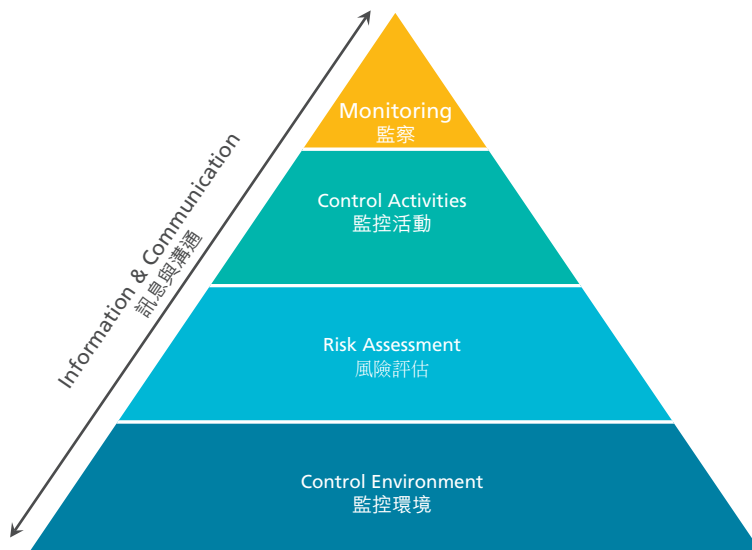 Monitoring
監察
Control Activities
監控活動
Information & Communication
訊息與溝通
Risk Assessment
風險評估
Control Environment
監控環境